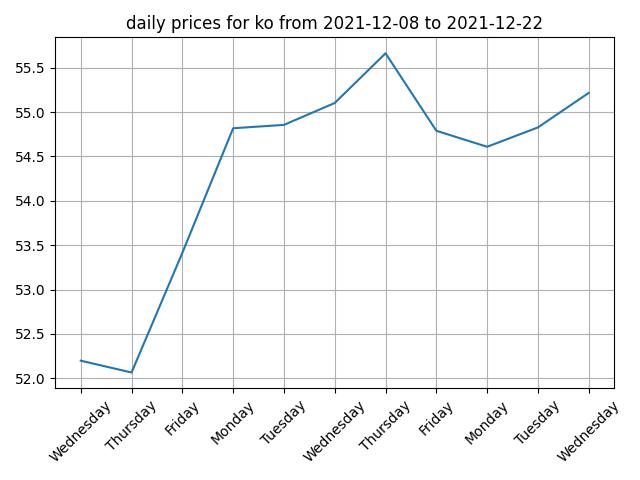 daily prices for ko from 2021-12-08 to 2021-12-22
55.5
55.0
54.5
54.0
53.5
53.0
52.5
52.0
Wednesday
Thursday
Friday
Monday
Tuesday
Wednesday
Thursday
Friday
Monday
Tuesday
Wednesday